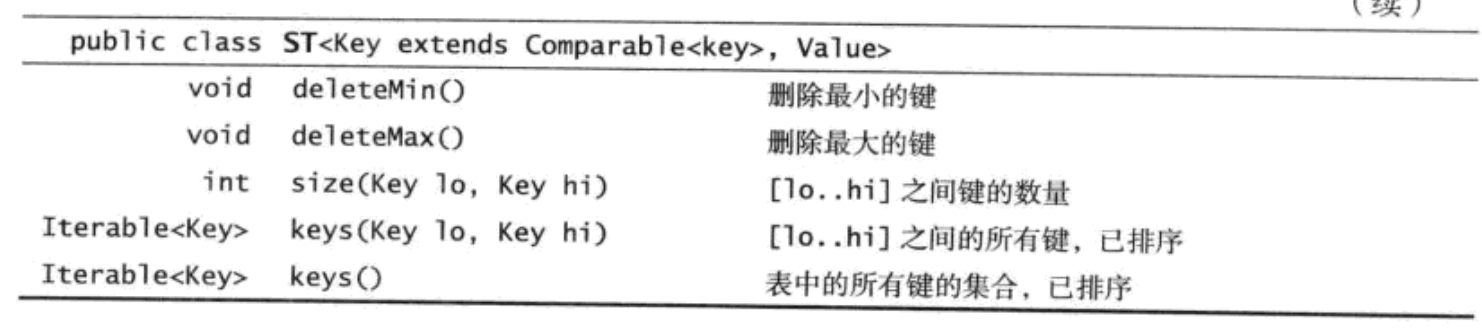 （续）
public class ST<Key extends Comparable<key>, Value>
void deleteMin() 删除最小的键
void deleteMax() 删除最大的键
int size(Key lo, Key hi) [lo..hi] 之间键的数量
Iterable<Key> keys(Key lo, Key hi) [lo..hi] 之间的所有键，已排序
Iterable<Key> keys() 表中的所有键的集合，已排序